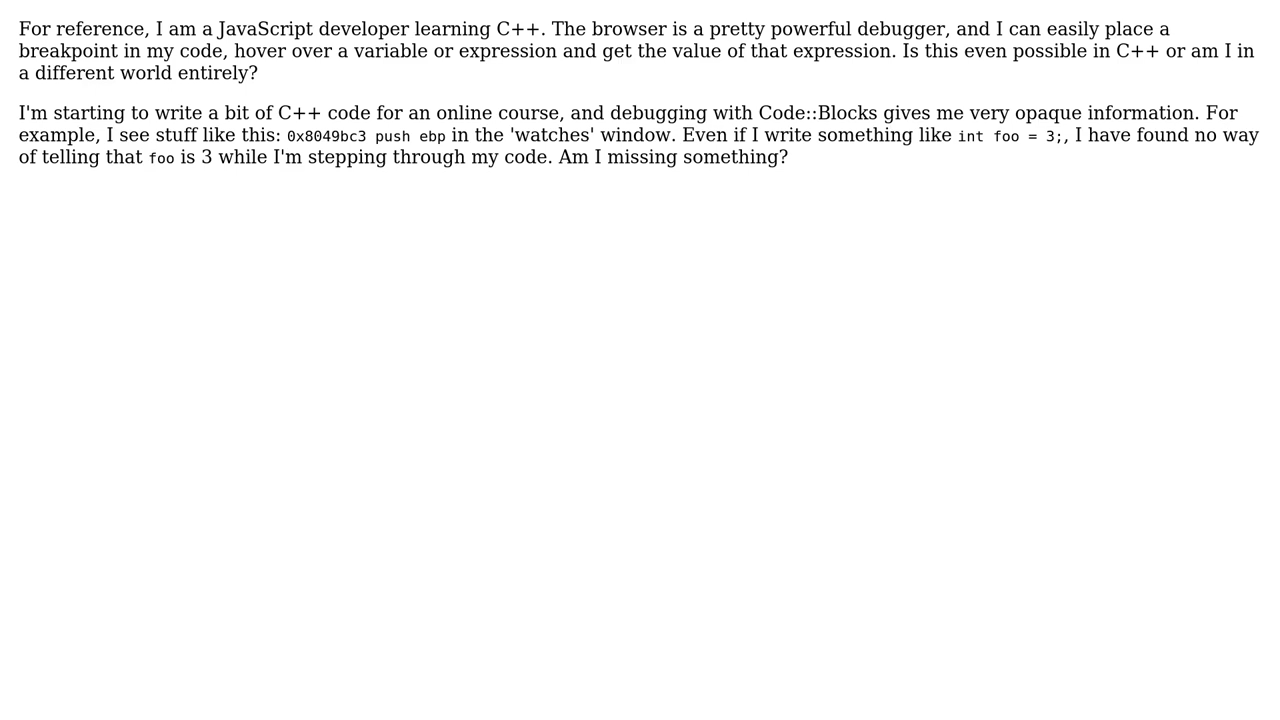 For reference, I am a JavaScript developer learning C++. The browser is a pretty powerful debugger, and I can easily place a
breakpoint in my code, hover over a variable or expression and get the value of that expression. Is this even possible in C++ or am I in
a different world entirely?
I'm starting to write a bit of C++ code for an online course, and debugging with Code::Blocks gives me very opaque information. For
example, I see stuff like this: 0x8049bc3 push ebp in the 'watches' window. Even if I write something like int foo = 3;, I have found no way
of telling that foo is 3 while I'm stepping through my code. Am I missing something?